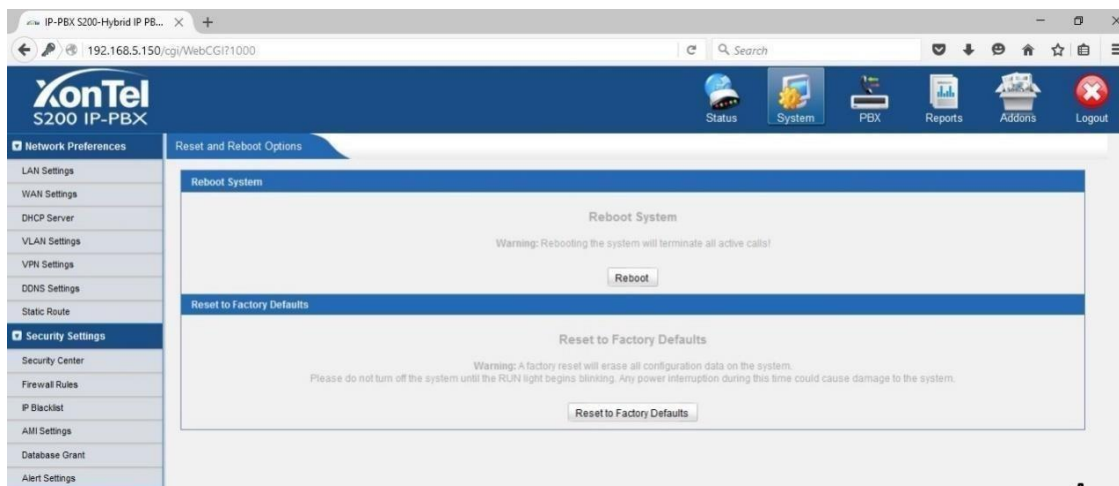 IP-PBX S200-Hybrid IP PB...
192.168.5.150/cgi/WebCGI?1000
Search
XonTel
S200 IP-PBX
Status
System
PBX
Reports
Addons
Logout
Network Preferences
Reset and Reboot Options
LAN Settings
WAN Settings
DHCP Server
VLAN Settings
VPN Settings
DDNS Settings
Static Route
Security Settings
Security Center
Firewall Rules
IP Blacklist
AMI Settings
Database Grant
Alert Settings
Reboot System
Reboot System
Warning: Rebooting the system will terminate all active calls!
Reboot
Reset to Factory Defaults
Reset to Factory Defaults
Warning: A factory reset will erase all configuration data on the system.
Please do not turn off the system until the RUN light begins blinking. Any power interruption during this time could cause damage to the system.
Reset to Factory Defaults